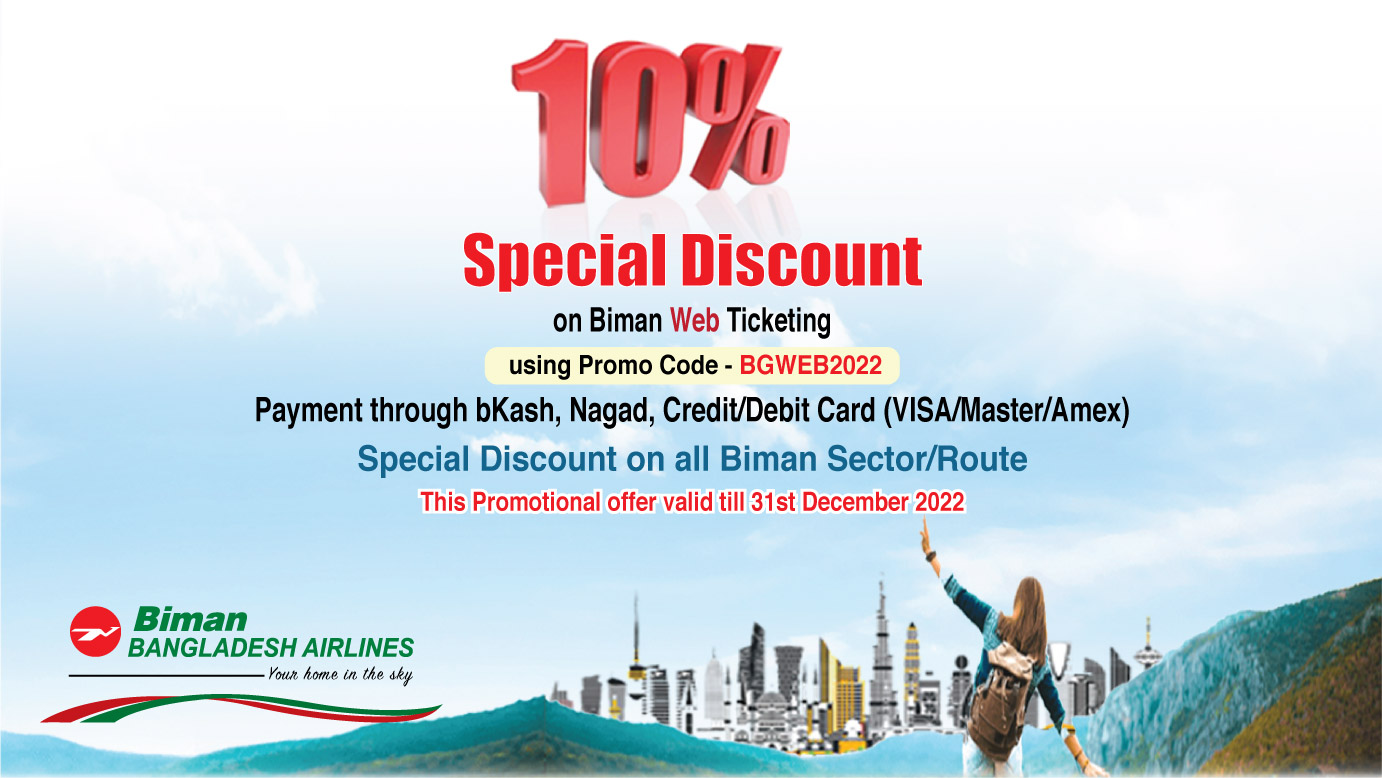 10%
Special Discount
on Biman Web Ticketing
using Promo Code - BGWEB2022
Payment through bKash, Nagad, Credit/Debit Card (VISA/Master/Amex)
Special Discount on all Biman Sector/Route
This Promotional offer valid till 31st December 2022
Biman
BANGLADESH AIRLINES
Your home in the sky